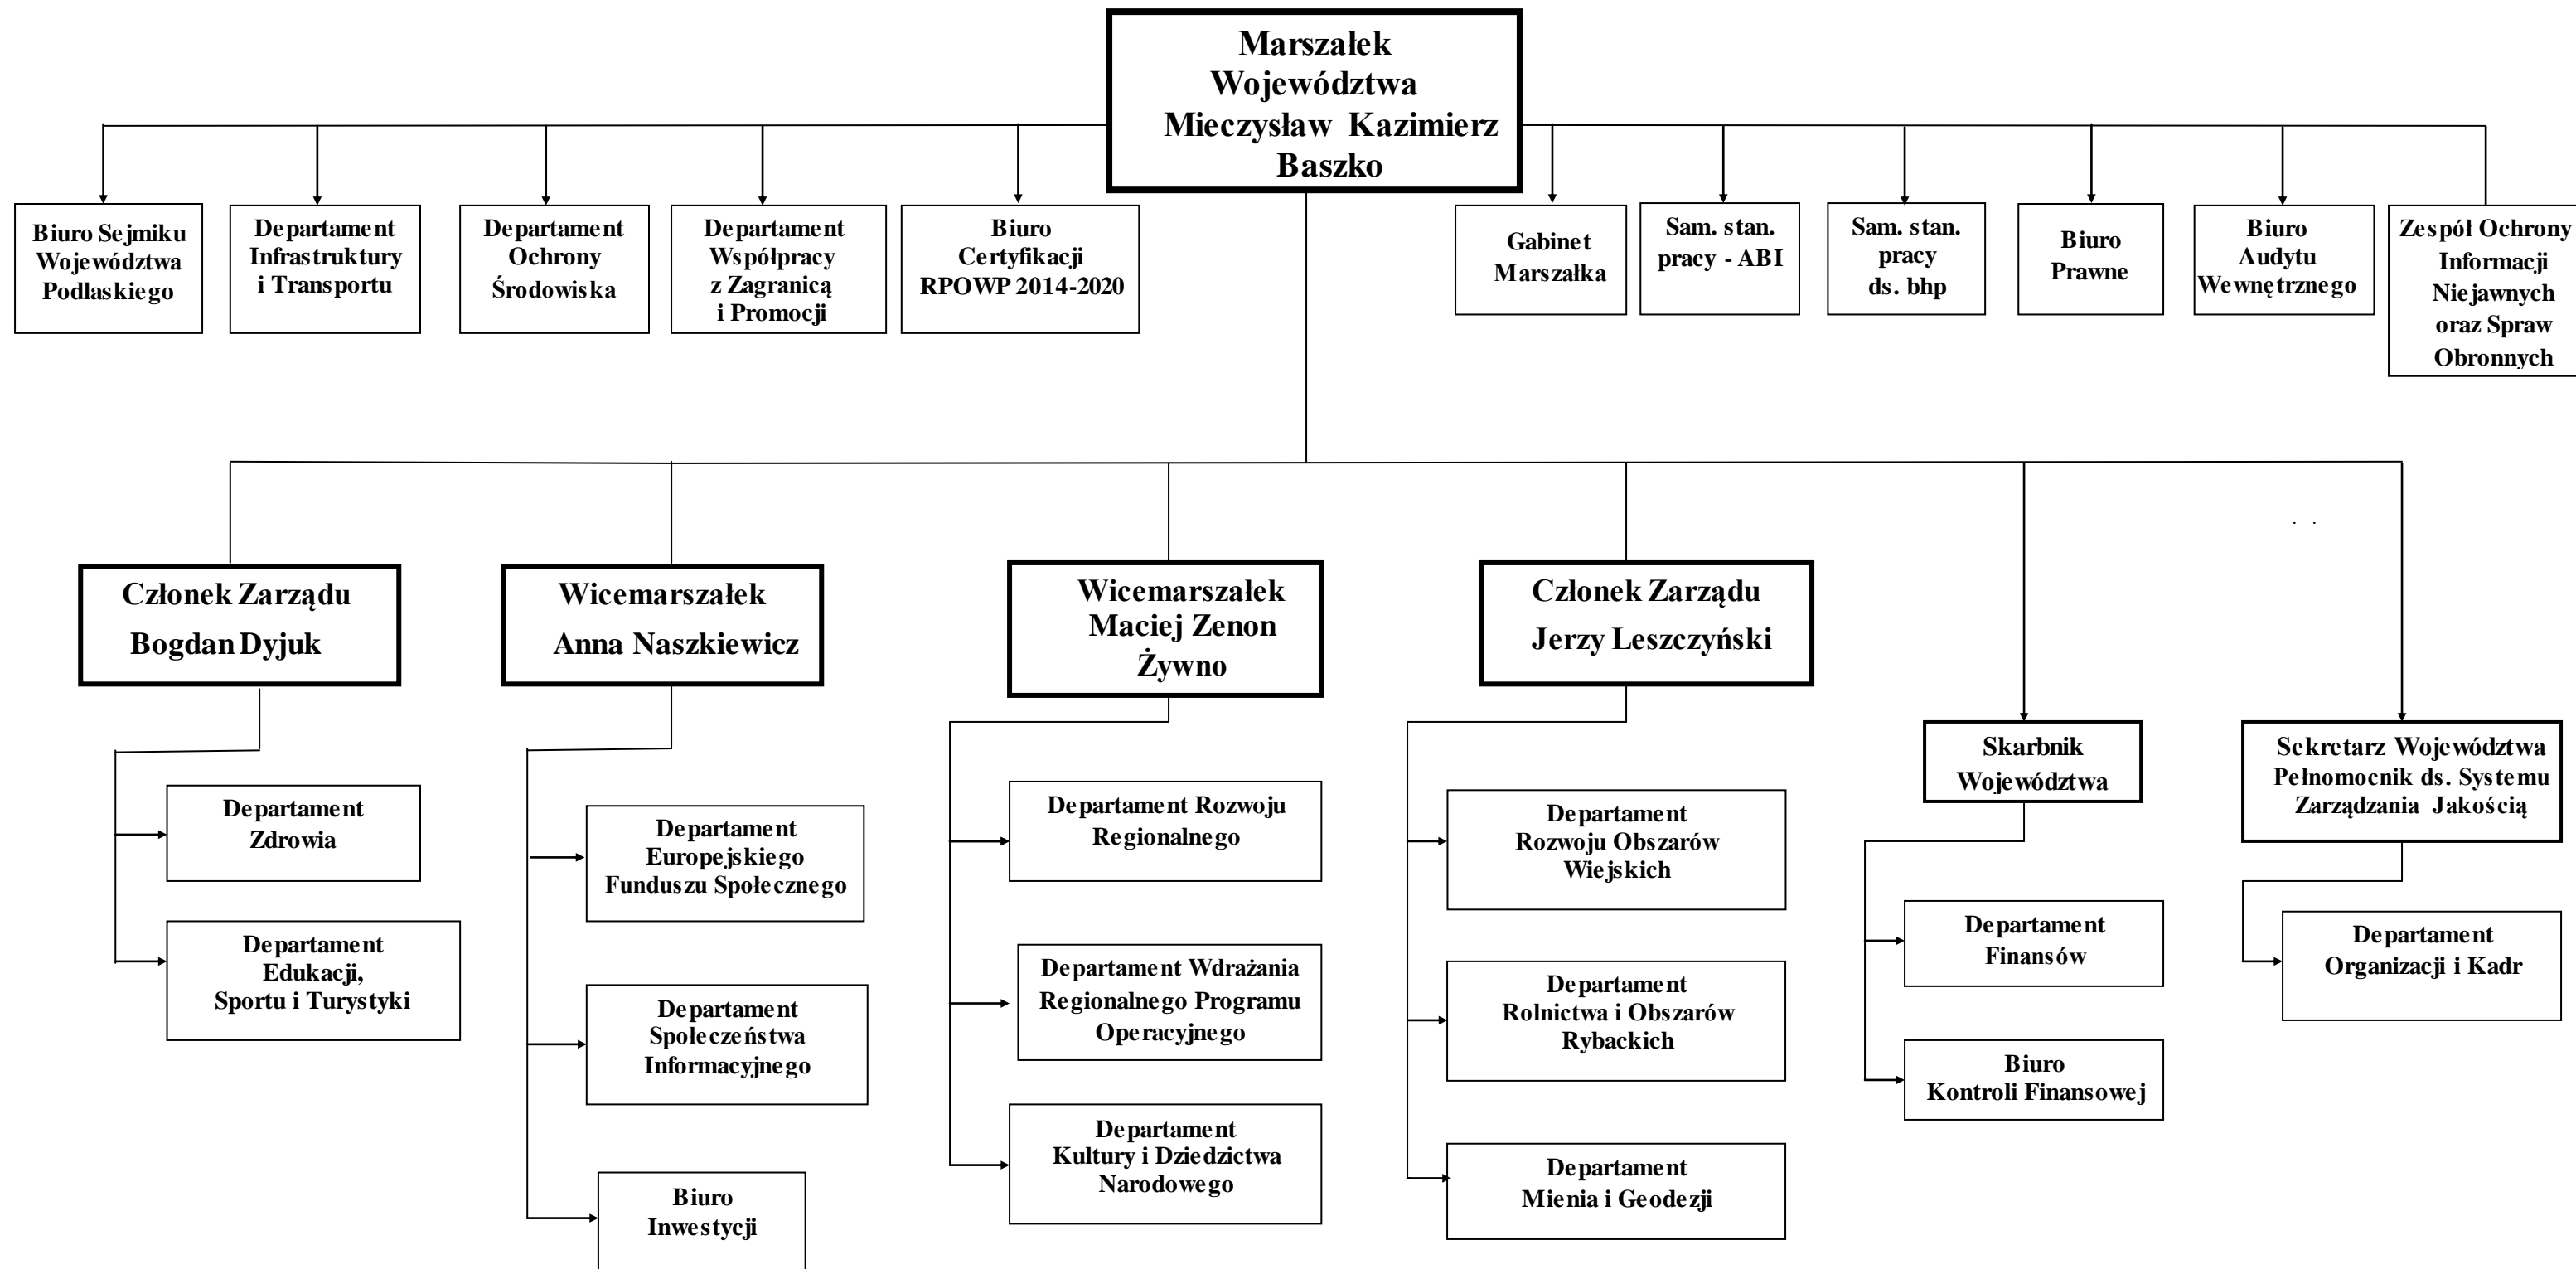 Marszałek
Województwa
Mieczysław Kazimierz
Baszko
Biuro Sejmiku
Województwa
Podlaskiego
Departament
Infrastruktury
i Transportu
Departament
Ochrony
Środowiska
Departament
Współpracy
z Zagranicą
i Promocji
Biuro
Certyfikacji
RPOWP 2014-2020
Gabinet
Marszałka
Sam. stan.
pracy - ABI
Sam. stan.
pracy
ds. bhp
Biuro
Prawne
Biuro
Audytu
Wewnętrznego
Zespół Ochrony
Informacji
Niejawnych
oraz Spraw
Obronnych
Członek Zarządu
Bogdan Dyjuk
Wicemarszałek
Anna Naszkiewicz
Wicemarszałek
Maciej Zenon
Żywno
Członek Zarządu
Jerzy Leszczyński
Skarbnik
Województwa
Sekretarz Województwa
Pełnomocnik ds. Systemu
Zarządzania Jakością
Departament
Zdrowia
Departament
Edukacji,
Sportu i Turystyki
Departament
Europejskiego
Funduszu Społecznego
Departament
Społeczeństwa
Informacyjnego
Biuro
Inwestycji
Departament Rozwoju
Regionalnego
Departament Wdrażania
Regionalnego Programu
Operacyjnego
Departament
Kultury i Dziedzictwa
Narodowego
Departament
Rozwoju Obszarów
Wiejskich
Departament
Rolnictwa i Obszarów
Rybackich
Departament
Mienia i Geodezji
Departament
Finansów
Biuro
Kontroli Finansowej
Departament
Organizacji i Kadr